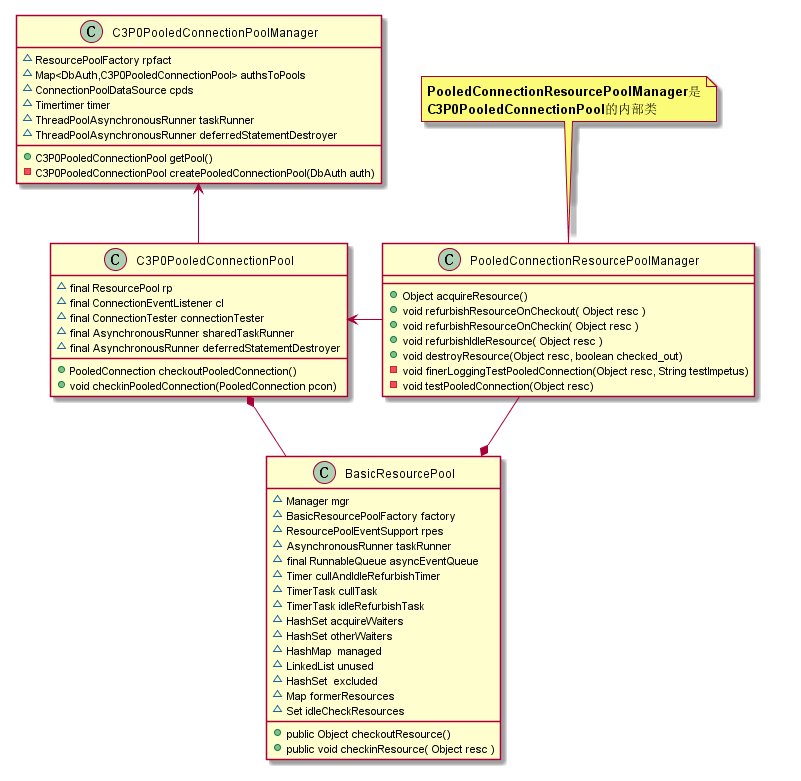 C C3P0PooledConnectionPoolManager
ResourcePoolFactory rpfact
Map<DbAuth,C3P0PooledConnectionPool> authsToPools
ConnectionPoolDataSource cpds
Timertimer timer
ThreadPoolAsynchronousRunner taskRunner
ThreadPoolAsynchronousRunner deferredStatementDestroyer
C3P0PooledConnectionPool getPool()
C3P0PooledConnectionPool createPooledConnectionPool(DbAuth auth)
PooledConnectionResourcePoolManager是
C3P0PooledConnectionPool的内部类
C C3P0PooledConnectionPool
final ResourcePool rp
final ConnectionEventListener cl
final ConnectionTester connectionTester
final AsynchronousRunner sharedTaskRunner
final AsynchronousRunner deferredStatementDestroyer
PooledConnection checkoutPooledConnection()
void checkinPooledConnection(PooledConnection pcon)
C PooledConnectionResourcePoolManager
Object acquireResource()
void refurbishResourceOnCheckout( Object resc )
void refurbishResourceOnCheckin( Object resc )
void refurbishIdleResource( Object resc )
void destroyResource(Object resc, boolean checked_out)
void finerLoggingTestPooledConnection(Object resc, String testImpetus)
void testPooledConnection(Object resc)
C BasicResourcePool
Manager mgr
BasicResourcePoolFactory factory
ResourcePoolEventSupport rpes
AsynchronousRunner taskRunner
final RunnableQueue asyncEventQueue
Timer cullAndIdleRefurbishTimer
TimerTask cullTask
TimerTask idleRefurbishTask
HashSet acquireWaiters
HashSet otherWaiters
HashMap  managed
LinkedList unused
HashSet  excluded
Map formerResources
Set idleCheckResources
public Object checkoutResource()
public void checkinResource( Object resc )